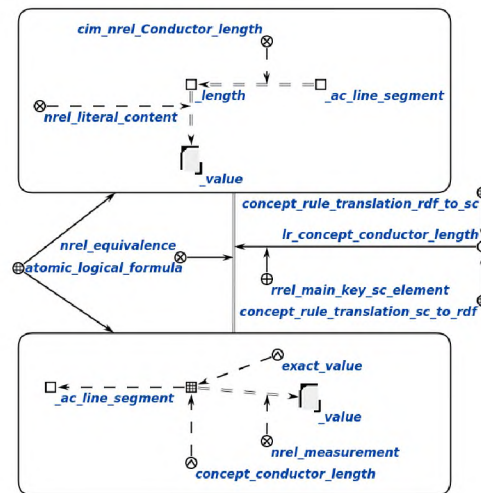 cim_nrel_Conductor_length
_length
_ac_line_segment
nrel_literal_content
_value
concept_rule_translation_rdf_to_sc
lr_concept_conductor_length
nrel_equivalence
atomic_logical_formula
rrel_main_key_sc_element
concept_rule_translation_sc_to_rdf
exact_value
_ac_line_segment
_value
nrel_measurement
concept_conductor_length